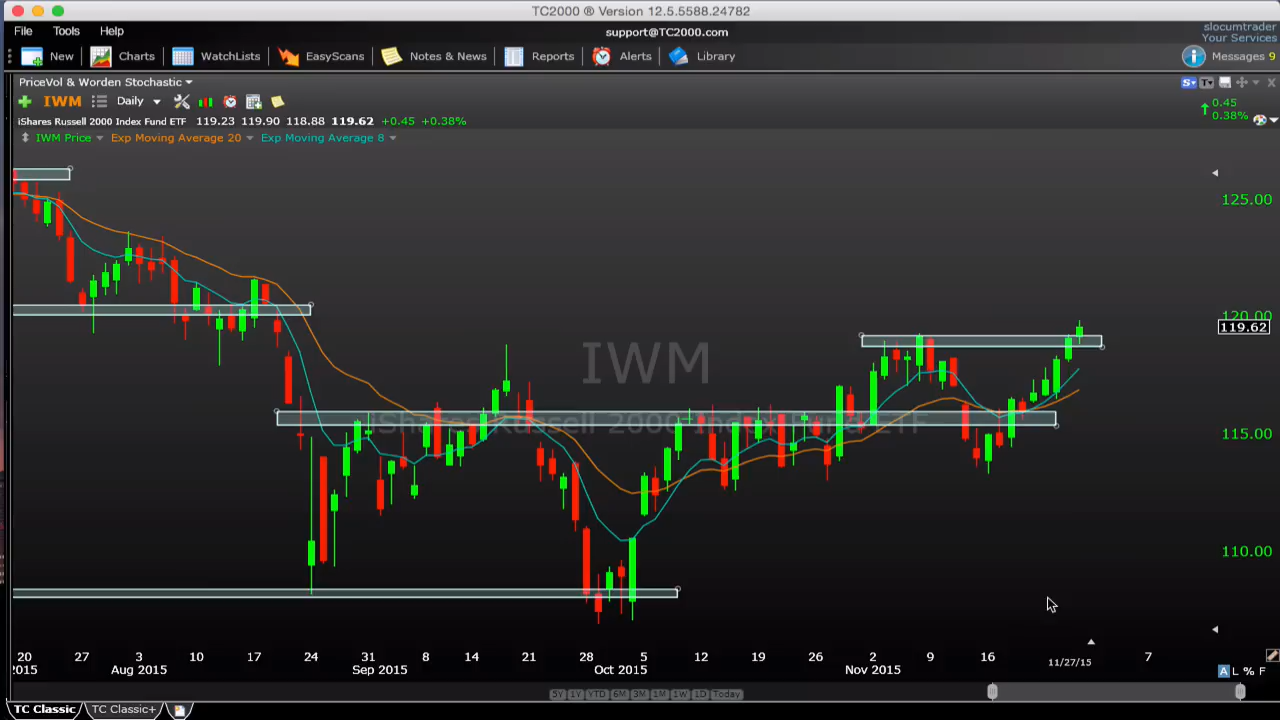 TC2000 ® Version 12.5.5588.24782
File Tools Help support@TC2000.com slocumtrader
Your Services
New Charts WatchLists EasyScans Notes & News Reports Alerts Library Messages 9
PriceVol & Worden Stochastic S T
IWM Daily 0.45
0.38%
iShares Russell 2000 Index Fund ETF 119.23 119.90 118.88 119.62 +0.45 +0.38%
IWM Price Exp Moving Average 20 Exp Moving Average 8
125.00
120.00
119.62
IWM
iShares Russell 2000 Index Fund ETF
115.00
110.00
20 27 3 10 17 24 31 8 14 21 28 5 12 19 26 2 9 16 7
2015 Aug 2015 Sep 2015 Oct 2015 Nov 2015 11/27/15
A L % F
5Y 1Y YTD 6M 3M 1M 1W 1D Today
TC Classic TC Classic+